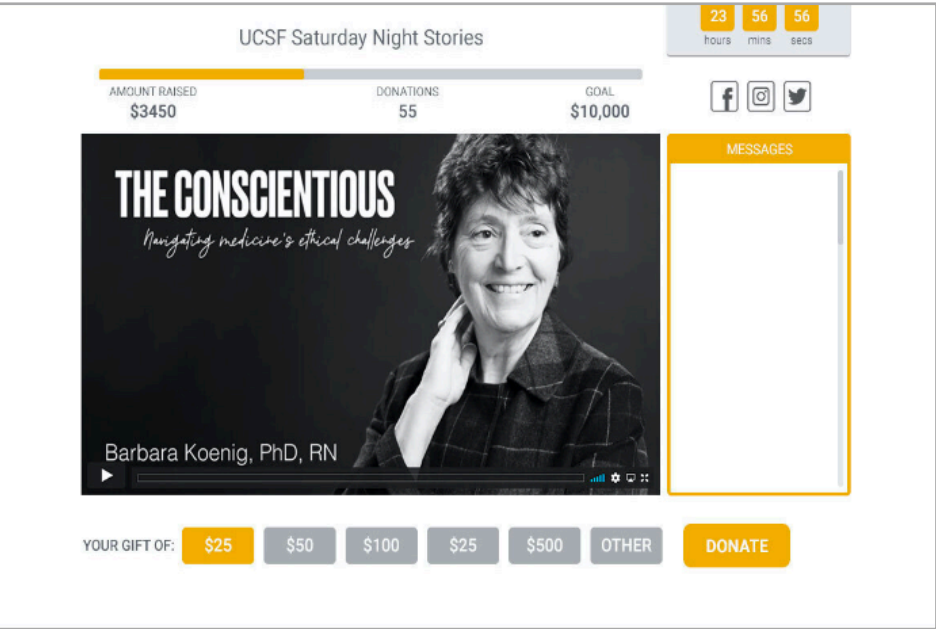 23 56 56
hours mins secs
UCSF Saturday Night Stories
AMOUNT RAISED DONATIONS GOAL
$3450 55 $10,000
MESSAGES
THE CONSCIENTIOUS
Navigating medicine's ethical challenges
Barbara Koenig, PhD, RN
YOUR GIFT OF: $25 $50 $100 $25 $500 OTHER DONATE